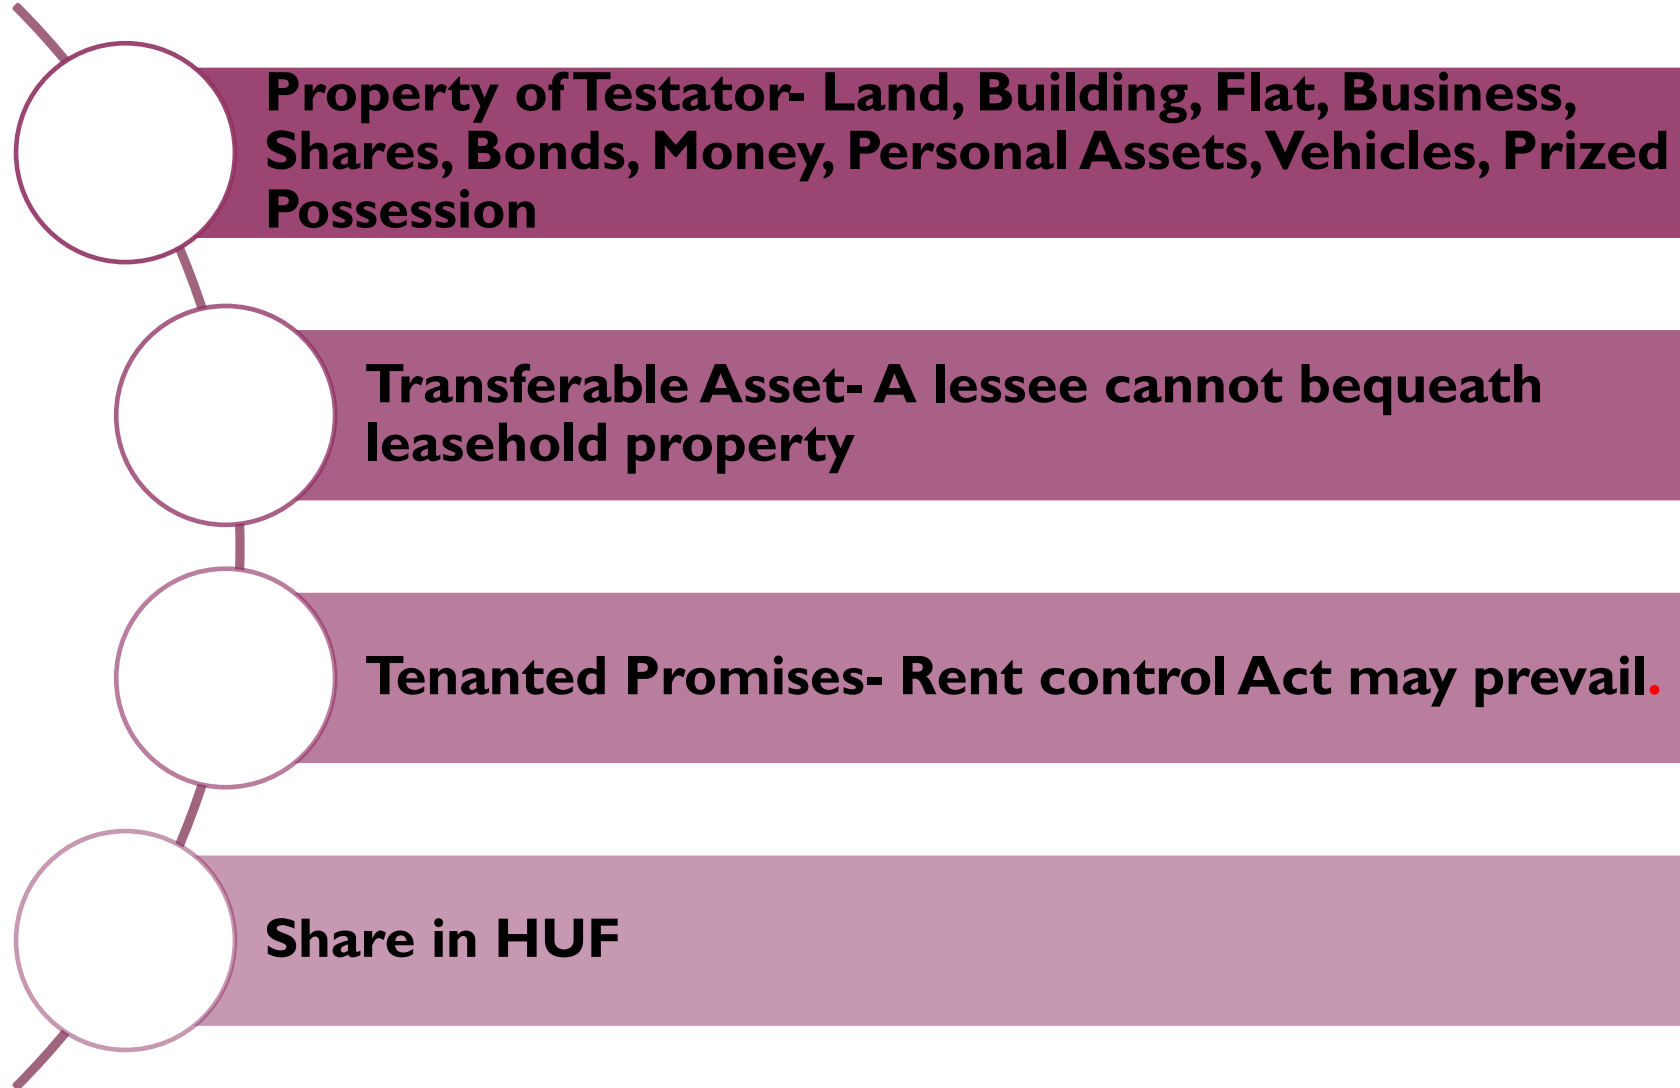 Property of Testator- Land, Building, Flat, Business,
Shares, Bonds, Money, Personal Assets, Vehicles, Prized
Possession
Transferable Asset- A lessee cannot bequeath
leasehold property
Tenanted Promises- Rent control Act may prevail.
Share in HUF